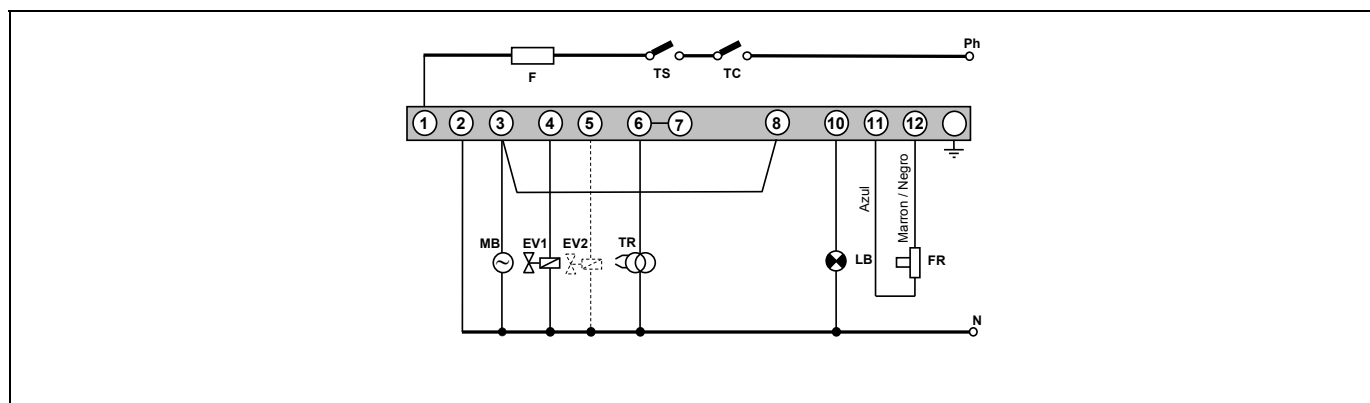 Ph
F
TS
TC
1 2 3 4 5 6 7 8 10 11 12
Azul
Marron / Negro
MB
EV1
EV2
TR
LB
FR
N